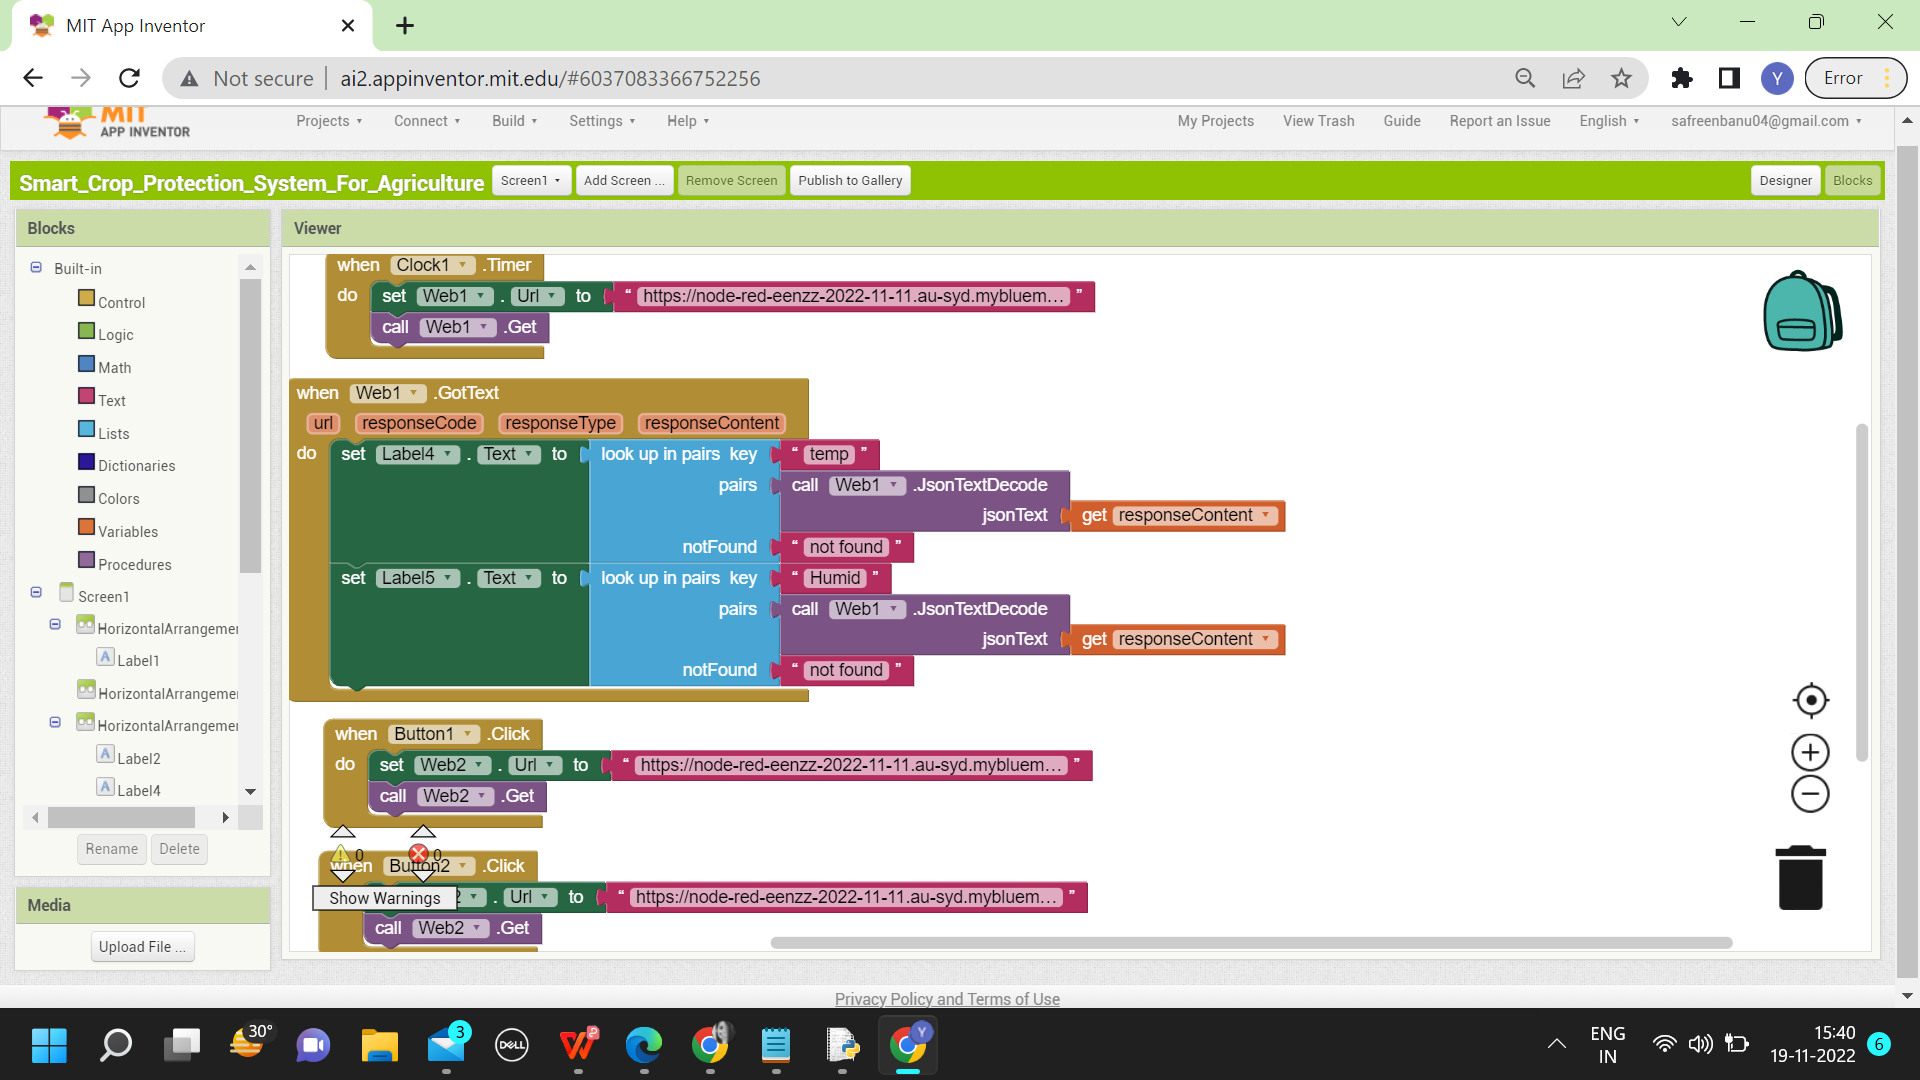 MIT App Inventor
Not secure
ai2.appinventor.mit.edu/#6037083366752256
Y
Error
MIT
APP INVENTOR
Projects
Connect
Build
Settings
Help
My Projects
View Trash
Guide
Report an Issue
English
safreenbanu04@gmail.com
Smart_Crop_Protection_System_For_Agriculture
Screen1
Add Screen ...
Remove Screen
Publish to Gallery
Designer
Blocks
Blocks
Built-in
Control
Logic
Math
Text
Lists
Dictionaries
Colors
Variables
Procedures
Screen1
HorizontalArrangemer
A Label1
HorizontalArrangemer
HorizontalArrangemer
A Label2
A Label4
Rename
Delete
Media
Upload File ...
Viewer
when Clock1 .Timer
do set Web1 . Url to " https://node-red-eenzz-2022-11-11.au-syd.mybluem... "
call Web1 .Get
when Web1 .GotText
url responseCode responseType responseContent
do set Label4 . Text to look up in pairs key " temp "
pairs call Web1 .JsonTextDecode
jsonText get responseContent
notFound " not found "
set Label5 . Text to look up in pairs key " Humid "
pairs call Web1 .JsonTextDecode
jsonText get responseContent
notFound " not found "
when Button1 .Click
do set Web2 . Url to " https://node-red-eenzz-2022-11-11.au-syd.mybluem... "
call Web2 .Get
0 0
when Button2 .Click
Show Warnings
2 . Url to " https://node-red-eenzz-2022-11-11.au-syd.mybluem... "
call Web2 .Get
Privacy Policy and Terms of Use
30°
3
DELL
Y
ENG
IN
15:40
19-11-2022
6